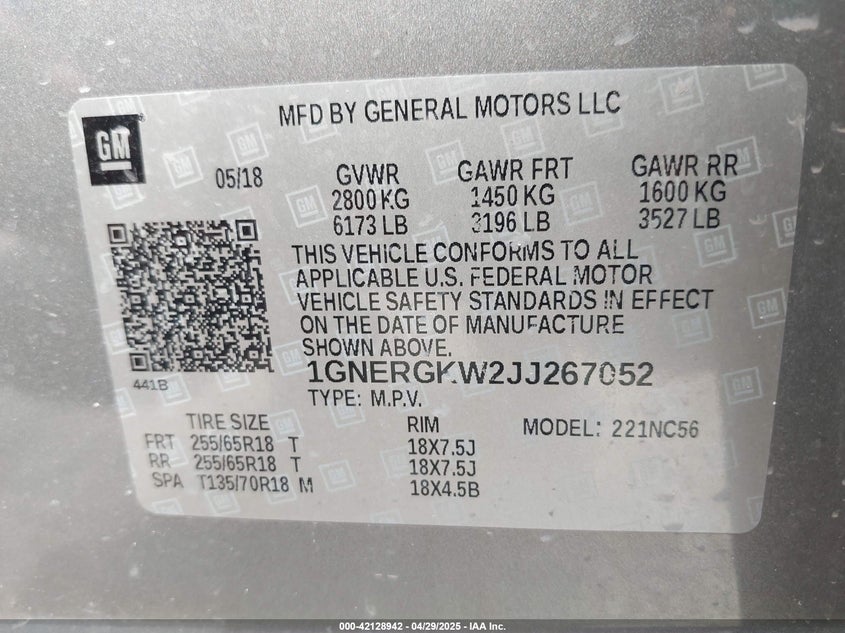 MFD BY GENERAL MOTORS LLC
GM
05/18 GVWR GAWR FRT GAWR RR
2800 KG 1450 KG 1600 KG
6173 LB 3196 LB 3527 LB
THIS VEHICLE CONFORMS TO ALL
APPLICABLE U.S. FEDERAL MOTOR
VEHICLE SAFETY STANDARDS IN EFFECT
ON THE DATE OF MANUFACTURE
SHOWN ABOVE.
1GNERGKW2JJ267052
441B
TYPE: M.P.V.
TIRE SIZE RIM MODEL: 221NC56
FRT 255/65R18 T 18X7.5J
RR 255/65R18 T 18X7.5J
SPA T135/70R18 M 18X4.5B
000-42128942 - 04/29/2025 - IAA Inc.